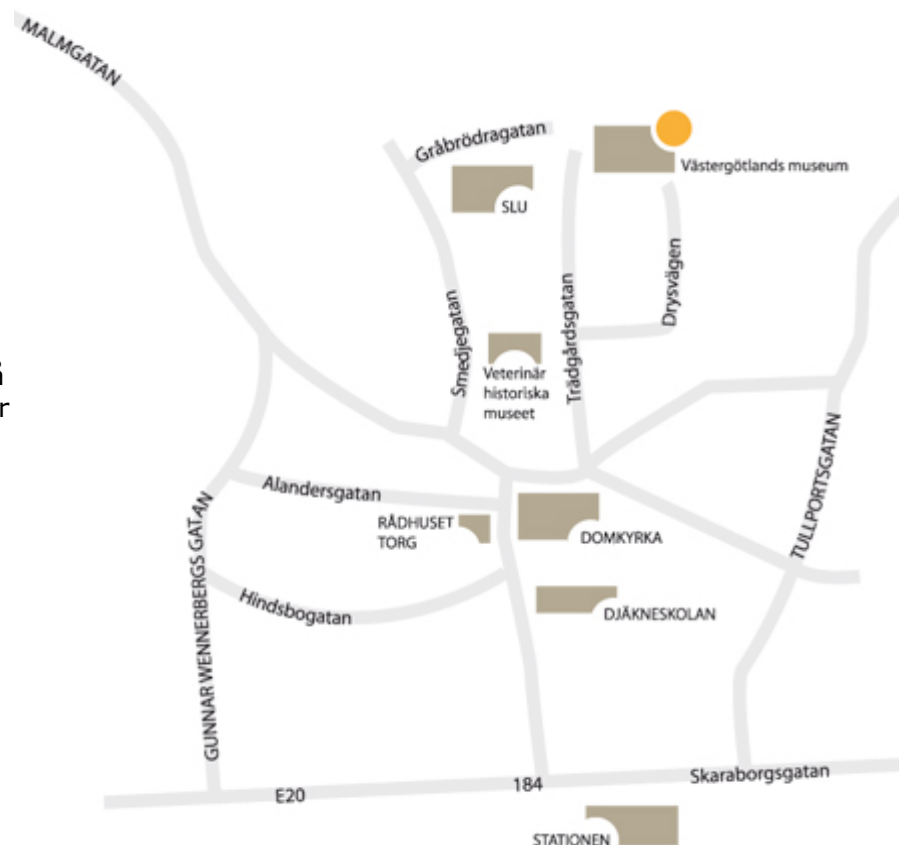 MALMGATAN
Gråbrödragatan
Västergötlands museum
SLU
Drysvägen
Smedjegatan
Trädgårdsgatan
Veterinär
historiska
museet
r
TULLPORTSGATAN
Alandersgatan
RÅDHUSET
TORG
DOMKYRKA
GUNNAR WENNERBERGS GATAN
Hindsbogatan
DJÄKNESKOLAN
E20
184
Skaraborgsgatan
STATIONEN